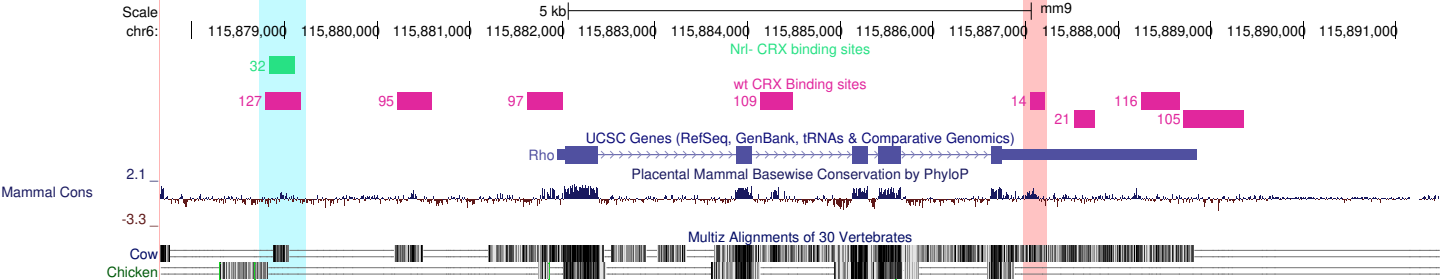 Scale 5 kb mm9
chr6: 115,879,000 115,880,000 115,881,000 115,882,000 115,883,000 115,884,000 115,885,000 115,886,000 115,887,000 115,888,000 115,889,000 115,890,000 115,891,000
Nrl- CRX binding sites
32
wt CRX Binding sites
127 95 97 109 14 116
21 105
UCSC Genes (RefSeq, GenBank, tRNAs & Comparative Genomics)
Rho
Placental Mammal Basewise Conservation by PhyloP
2.1 _
Mammal Cons
-3.3 _
Multiz Alignments of 30 Vertebrates
Cow
Chicken